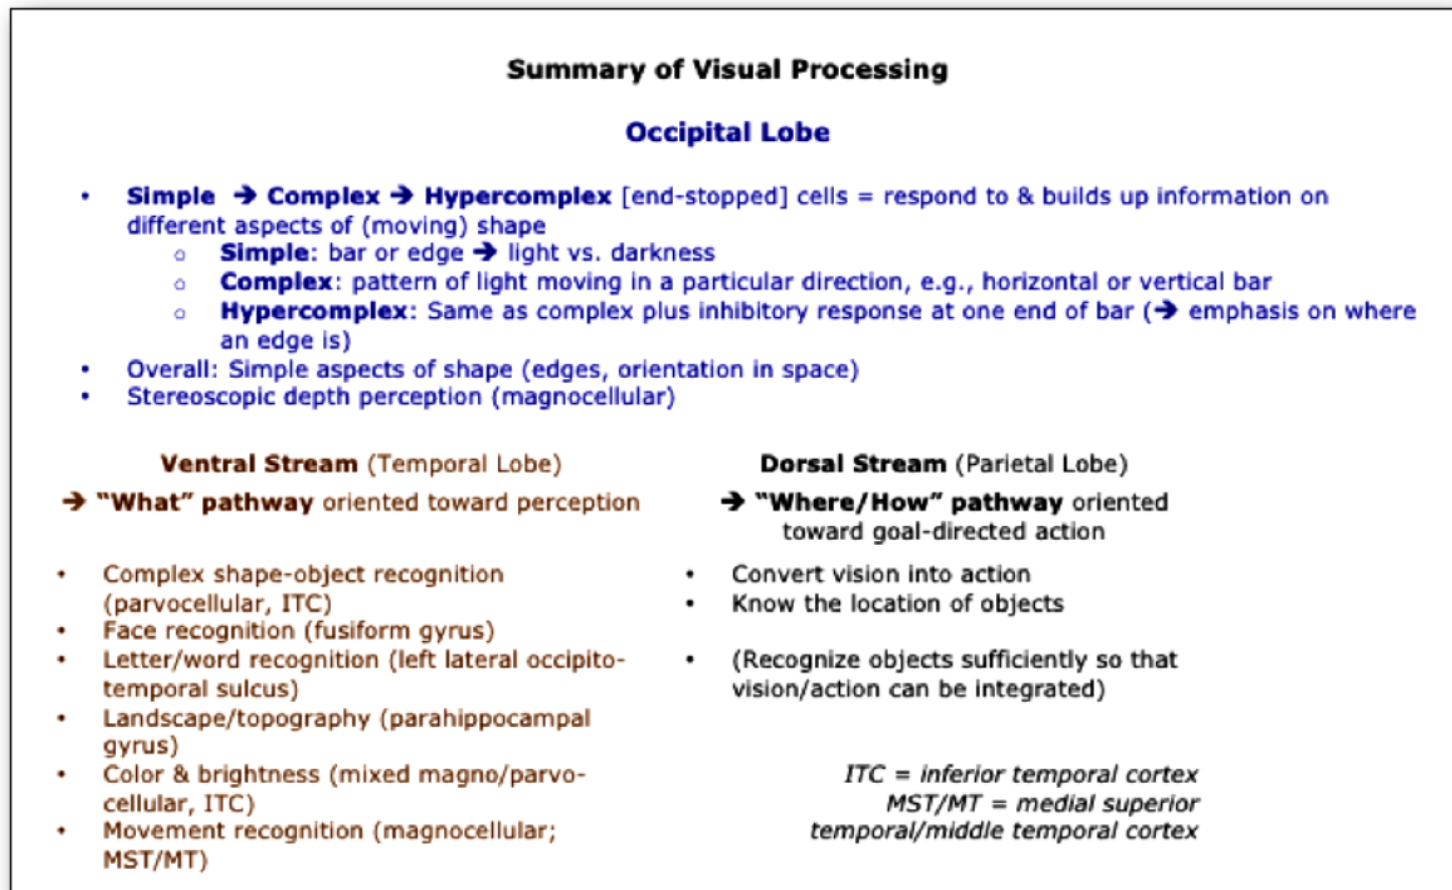 Summary of Visual Processing
Occipital Lobe
• Simple ➔ Complex ➔ Hypercomplex [end-stopped] cells = respond to & builds up information on
different aspects of (moving) shape
○ Simple: bar or edge ➔ light vs. darkness
○ Complex: pattern of light moving in a particular direction, e.g., horizontal or vertical bar
○ Hypercomplex: Same as complex plus inhibitory response at one end of bar (➔ emphasis on where
an edge is)
• Overall: Simple aspects of shape (edges, orientation in space)
• Stereoscopic depth perception (magnocellular)
Ventral Stream (Temporal Lobe)
➔ “What” pathway oriented toward perception
• Complex shape-object recognition
(parvocellular, ITC)
• Face recognition (fusiform gyrus)
• Letter/word recognition (left lateral occipito-
temporal sulcus)
• Landscape/topography (parahippocampal
gyrus)
• Color & brightness (mixed magno/parvo-
cellular, ITC)
• Movement recognition (magnocellular;
MST/MT)
Dorsal Stream (Parietal Lobe)
➔ “Where/How” pathway oriented
toward goal-directed action
• Convert vision into action
• Know the location of objects
• (Recognize objects sufficiently so that
vision/action can be integrated)
ITC = inferior temporal cortex
MST/MT = medial superior
temporal/middle temporal cortex